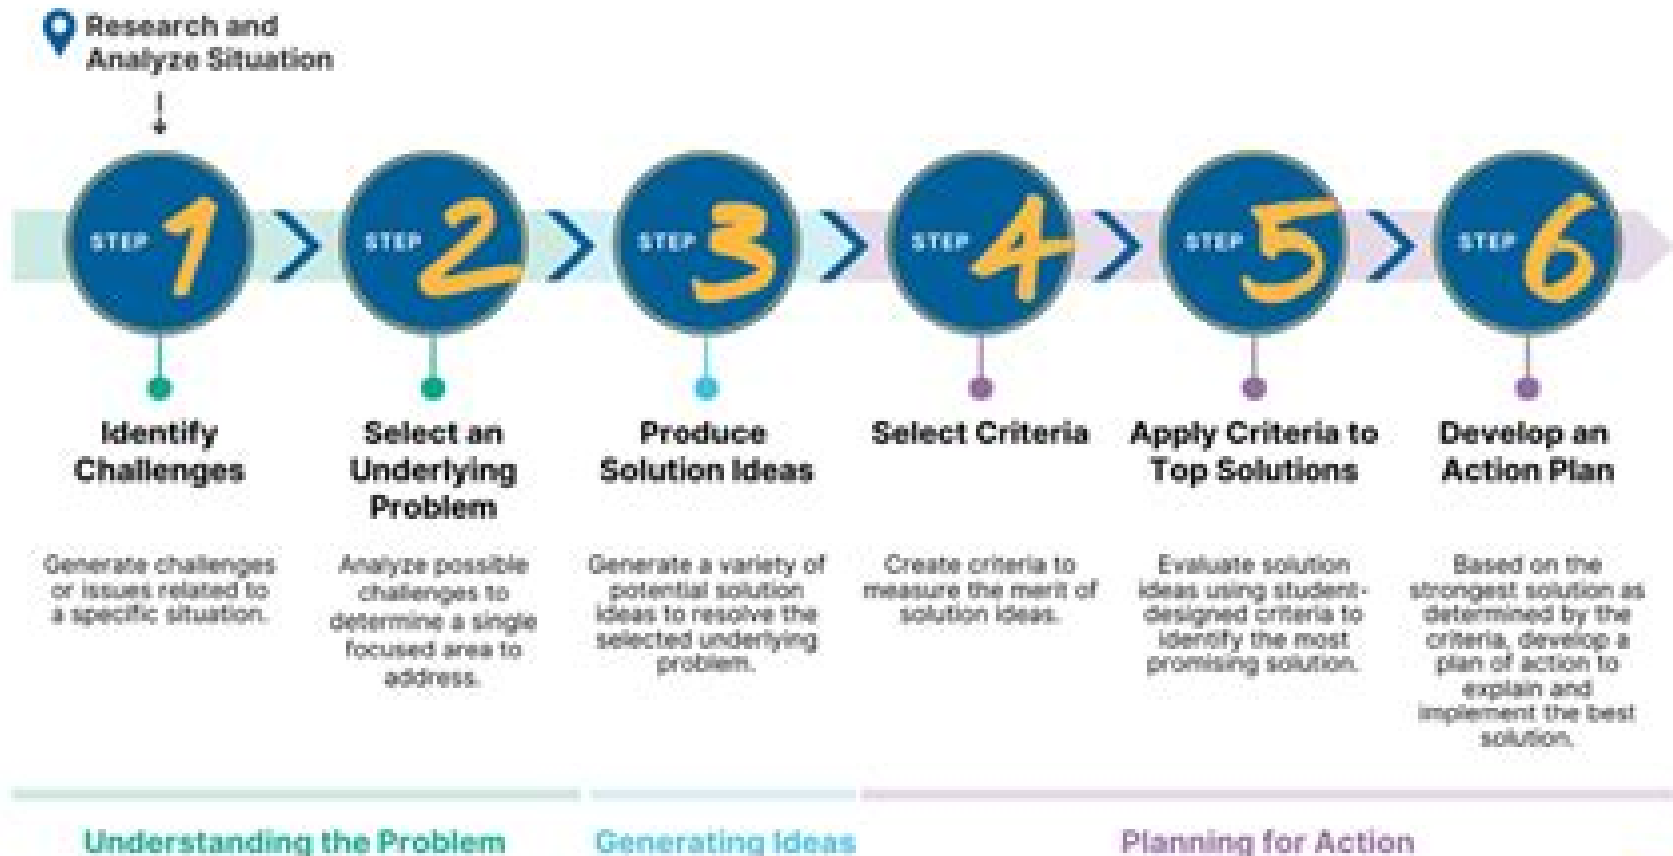 Research and
Analyze Situation
STEP 1
STEP 2
STEP 3
STEP 4
STEP 5
STEP 6
Identify
Challenges
Generate challenges
or issues related to
a specific situation.
Select an
Underlying
Problem
Analyze possible
challenges to
determine a single
focused area to
address.
Produce
Solution Ideas
Generate a variety of
potential solution
ideas to resolve the
selected underlying
problem.
Select Criteria
Create criteria to
measure the merit of
solution ideas.
Apply Criteria to
Top Solutions
Evaluate solution
ideas using student-
designed criteria to
identify the most
promising solution.
Develop an
Action Plan
Based on the
strongest solution as
determined by the
criteria, develop a
plan of action to
explain and
implement the best
solution.
Understanding the Problem
Generating Ideas
Planning for Action